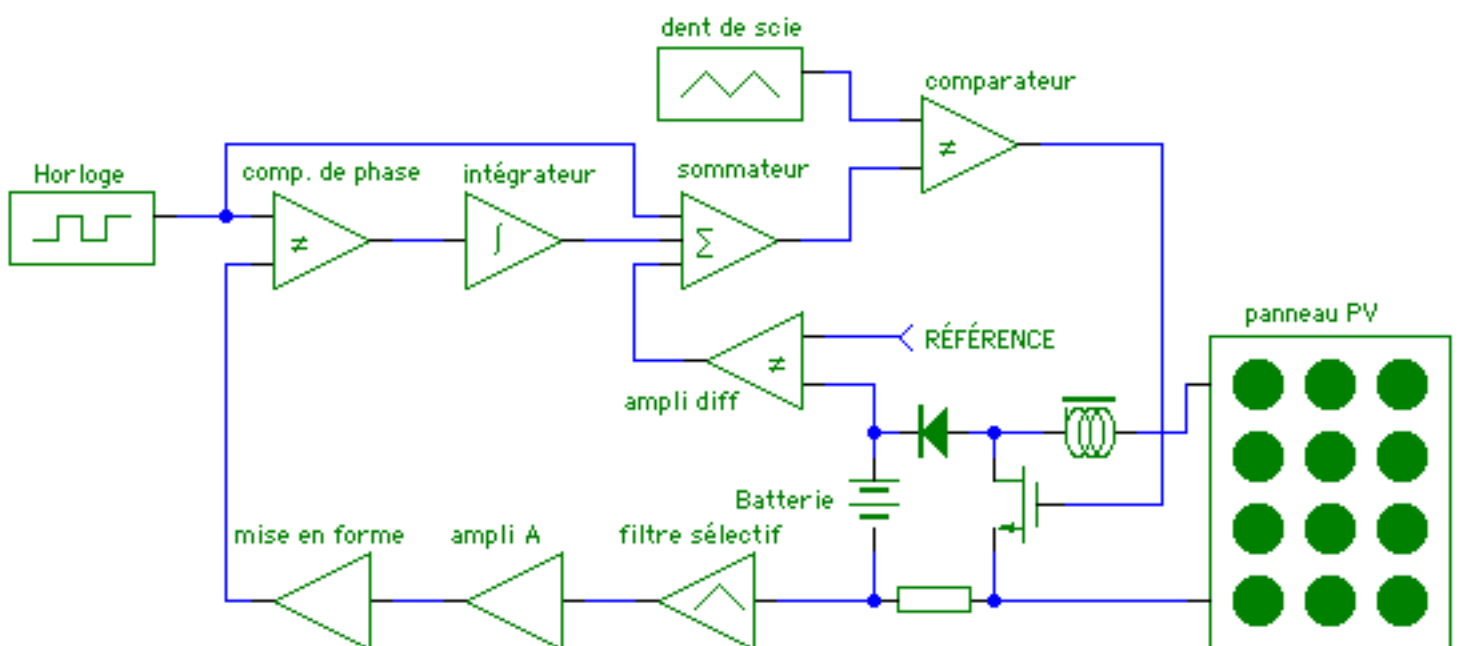 dent de scie
comparateur
Horloge
comp. de phase
intégrateur
sommateur
≠
≠
∫
Σ
panneau PV
RÉFÉRENCE
≠
ampli diff
Batterie
mise en forme
ampli A
filtre sélectif